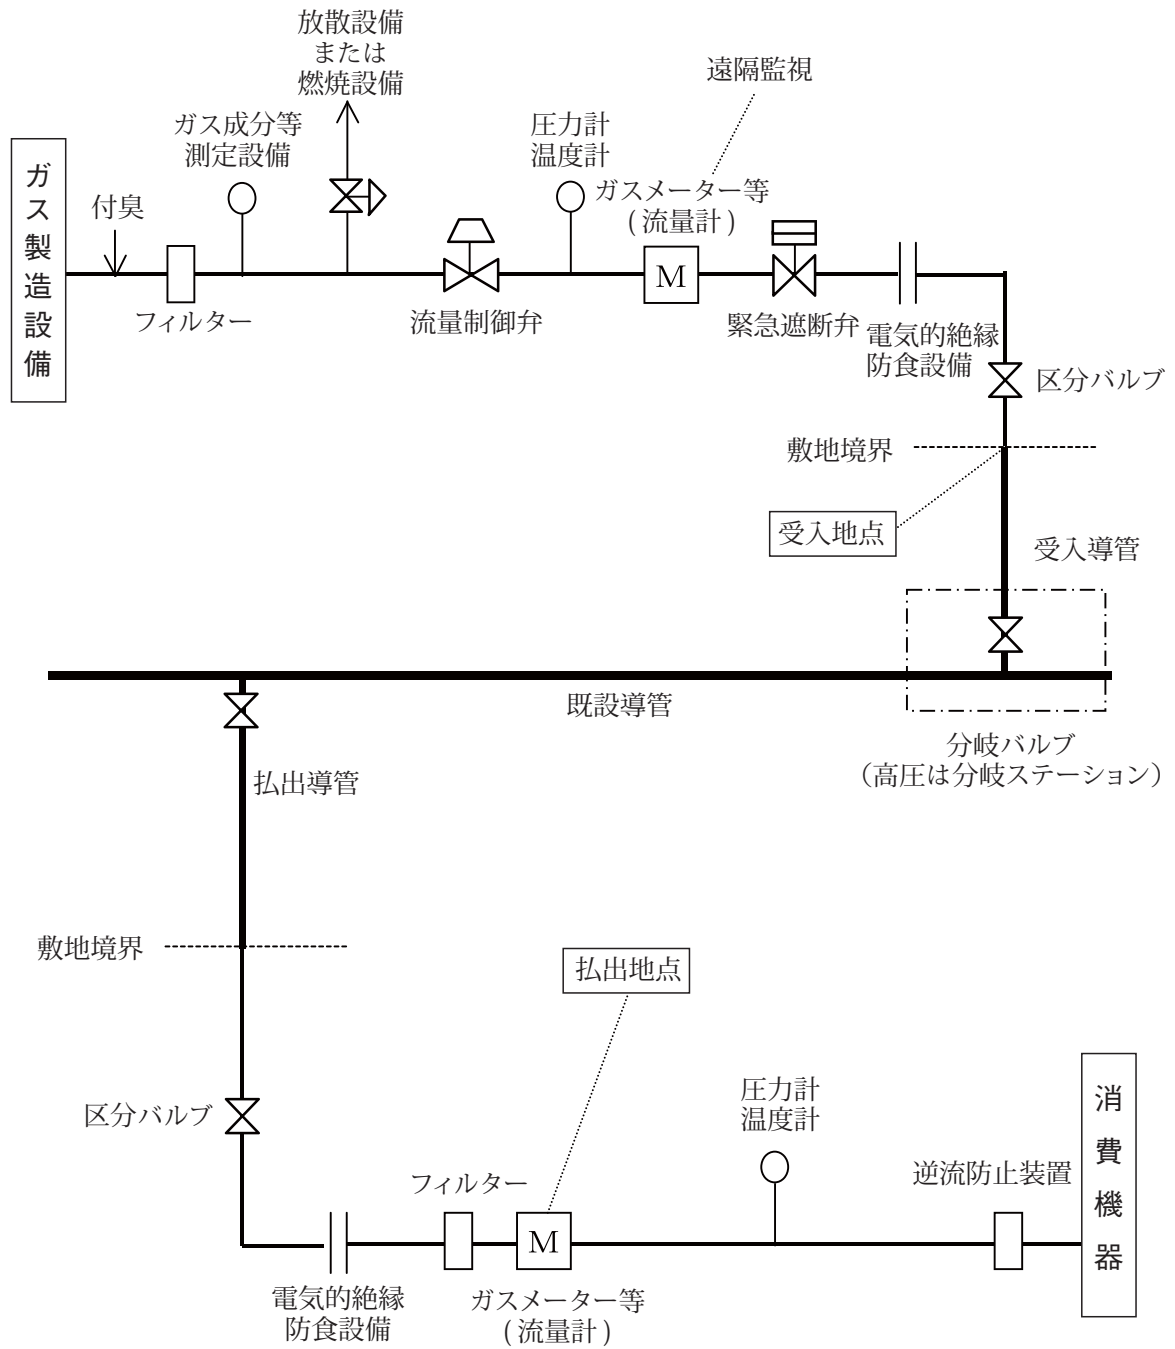 放散設備
または
燃焼設備
遠隔監視
ガス成分等
測定設備
圧力計
温度計
ガス製造設備
付臭
ガスメーター等
(流量計)
M
フィルター
流量制御弁
緊急遮断弁
電気的絶縁
防食設備
区分バルブ
敷地境界
受入地点
受入導管
既設導管
分岐バルブ
（高圧は分岐ステーション）
払出導管
敷地境界
払出地点
区分バルブ
圧力計
温度計
消費機器
フィルター
逆流防止装置
M
電気的絶縁
防食設備
ガスメーター等
(流量計)